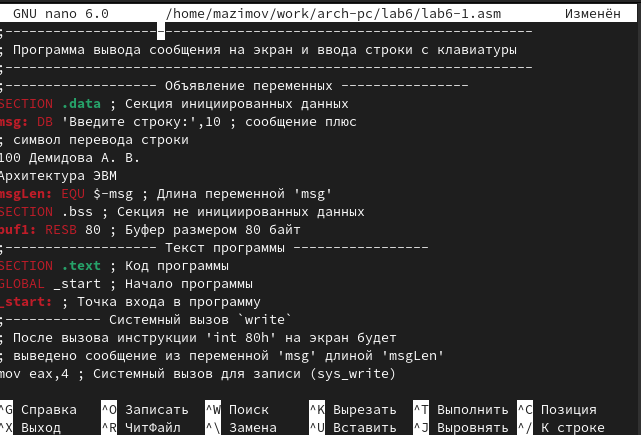 GNU nano 6.0 /home/mazimov/work/arch-pc/lab6/lab6-1.asm Изменён
;--------------------------------------------------------------------
; Программа вывода сообщения на экран и ввода строки с клавиатуры
;--------------------------------------------------------------------
;------------------- Объявление переменных ----------------
SECTION .data ; Секция инициированных данных
msg: DB 'Введите строку:',10 ; сообщение плюс
; символ перевода строки
100 Демидова А. В.
Архитектура ЭВМ
msgLen: EQU $-msg ; Длина переменной 'msg'
SECTION .bss ; Секция не инициированных данных
buf1: RESB 80 ; Буфер размером 80 байт
;------------------- Текст программы -----------------
SECTION .text ; Код программы
GLOBAL _start ; Начало программы
_start: ; Точка входа в программу
;------------ Системный вызов `write`
; После вызова инструкции 'int 80h' на экран будет
; выведено сообщение из переменной 'msg' длиной 'msgLen'
mov eax,4 ; Системный вызов для записи (sys_write)
^G Справка ^O Записать ^W Поиск ^K Вырезать ^T Выполнить ^C Позиция
^X Выход ^R ЧитФайл ^\ Замена ^U Вставить ^J Выровнять ^/ К строке